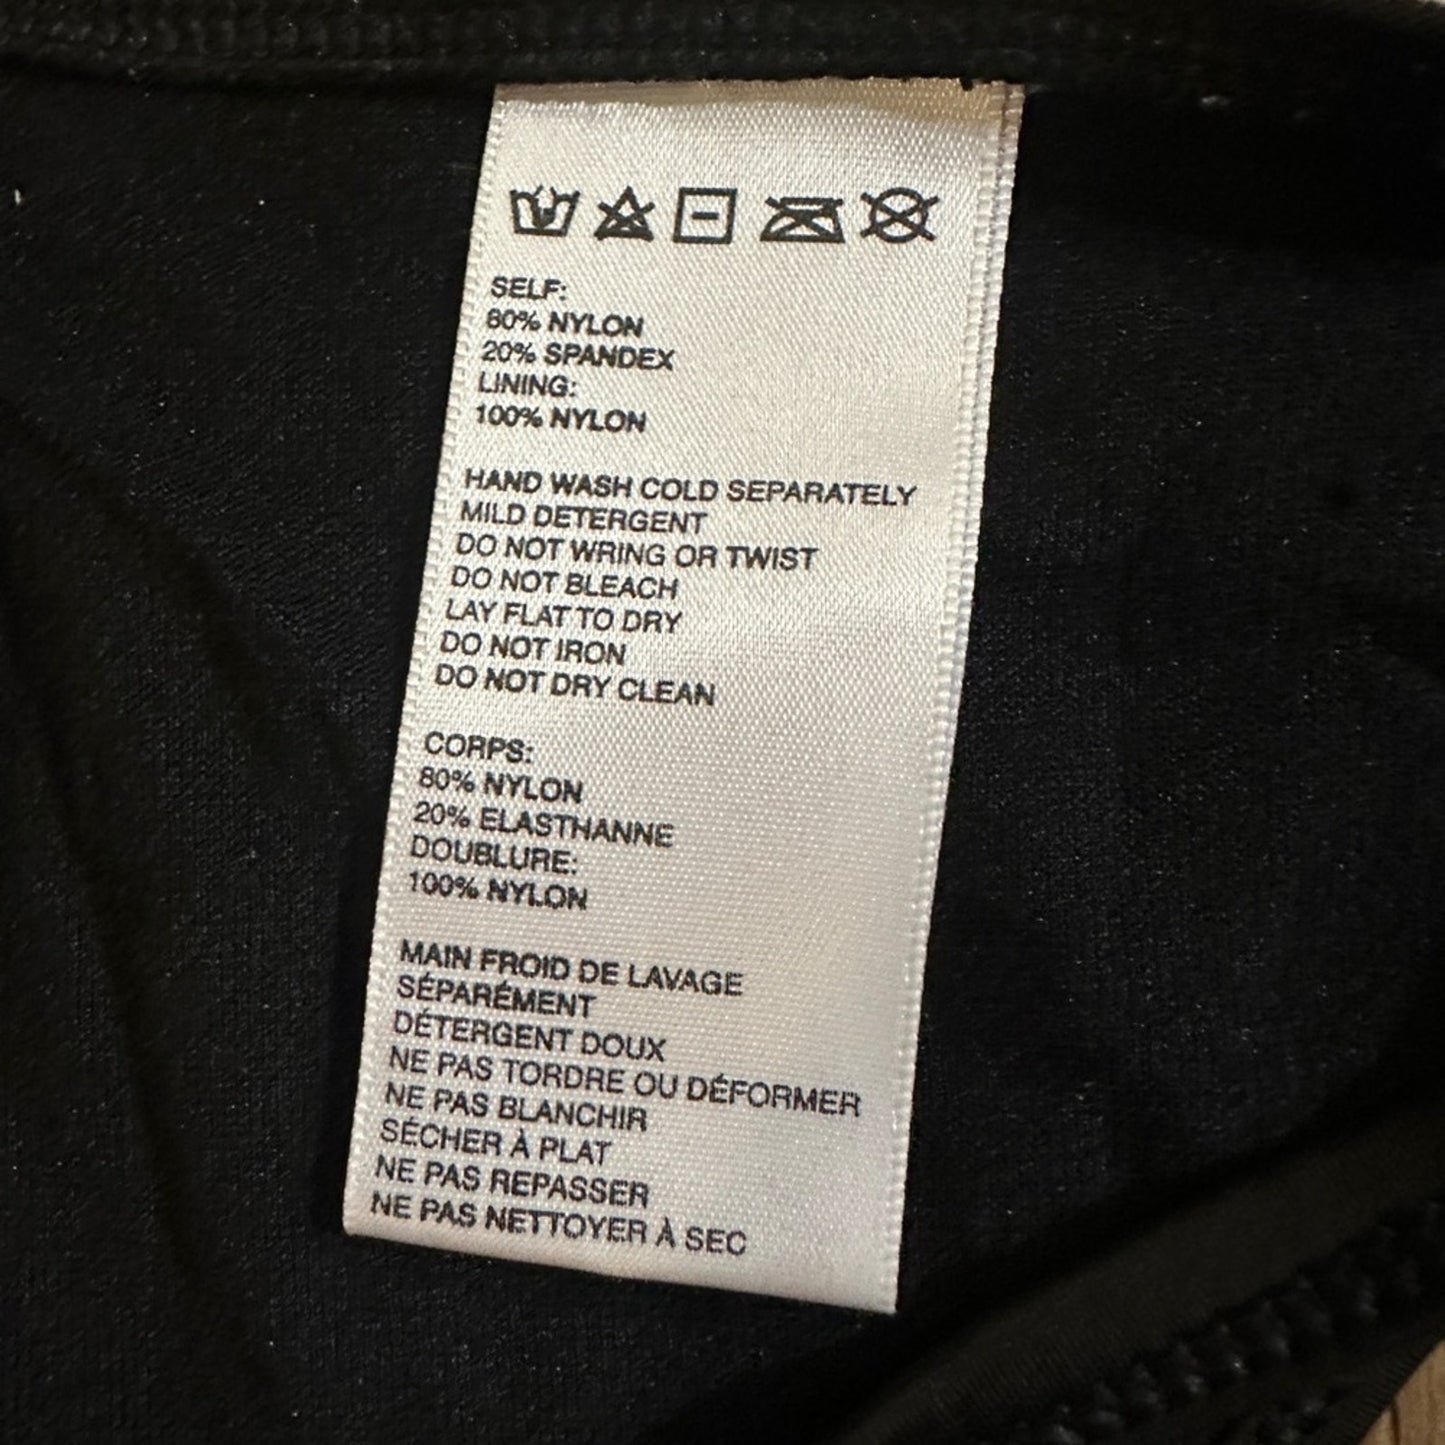 SELF:
80% NYLON
20% SPANDEX
LINING:
100% NYLON
HAND WASH COLD SEPARATELY
MILD DETERGENT
DO NOT WRING OR TWIST
DO NOT BLEACH
LAY FLAT TO DRY
DO NOT IRON
DO NOT DRY CLEAN
CORPS:
80% NYLON
20% ELASTHANNE
DOUBLURE:
100% NYLON
MAIN FROID DE LAVAGE
SÉPARÉMENT
DÉTERGENT DOUX
NE PAS TORDRE OU DÉFORMER
NE PAS BLANCHIR
SÉCHER À PLAT
NE PAS REPASSER
NE PAS NETTOYER À SEC